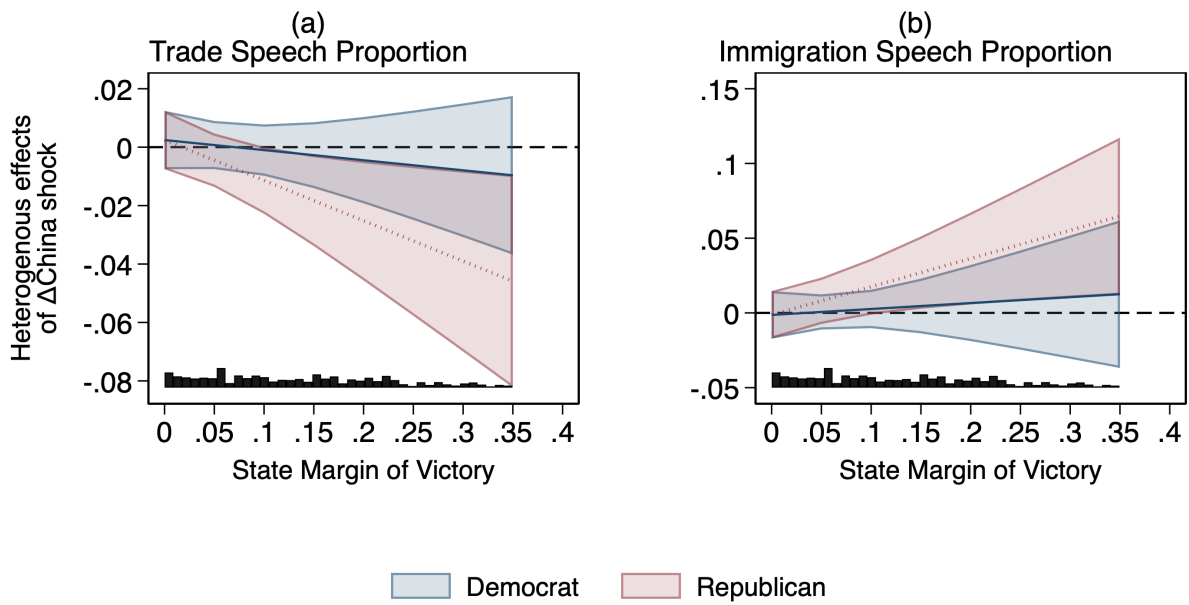 (a)
Trade Speech Proportion
Heterogenous effects
of ΔChina shock
.02
0
-.02
-.04
-.06
-.08
0 .05 .1 .15 .2 .25 .3 .35 .4
State Margin of Victory
(b)
Immigration Speech Proportion
.15
.1
.05
0
-.05
0 .05 .1 .15 .2 .25 .3 .35 .4
State Margin of Victory
Democrat
Republican